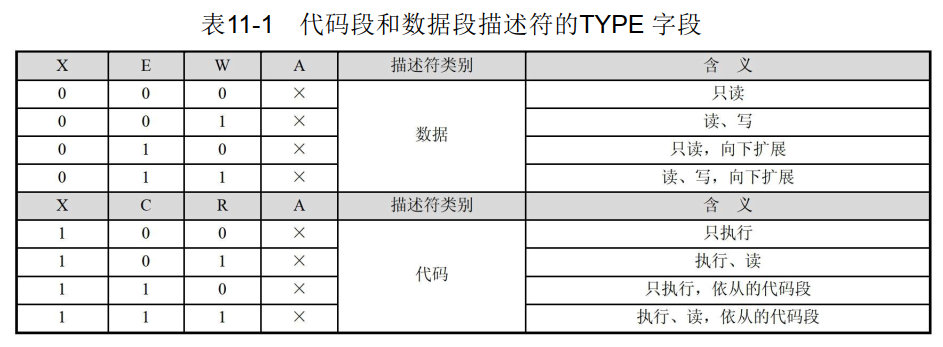 表11-1 代码段和数据段描述符的TYPE 字段
X E W A 描述符类别 含 义
0 0 0 × 数据 只读
0 0 1 × 读、写
0 1 0 × 只读，向下扩展
0 1 1 × 读、写，向下扩展
X C R A 描述符类别 含 义
1 0 0 × 代码 只执行
1 0 1 × 执行、读
1 1 0 × 只执行，依从的代码段
1 1 1 × 执行、读，依从的代码段